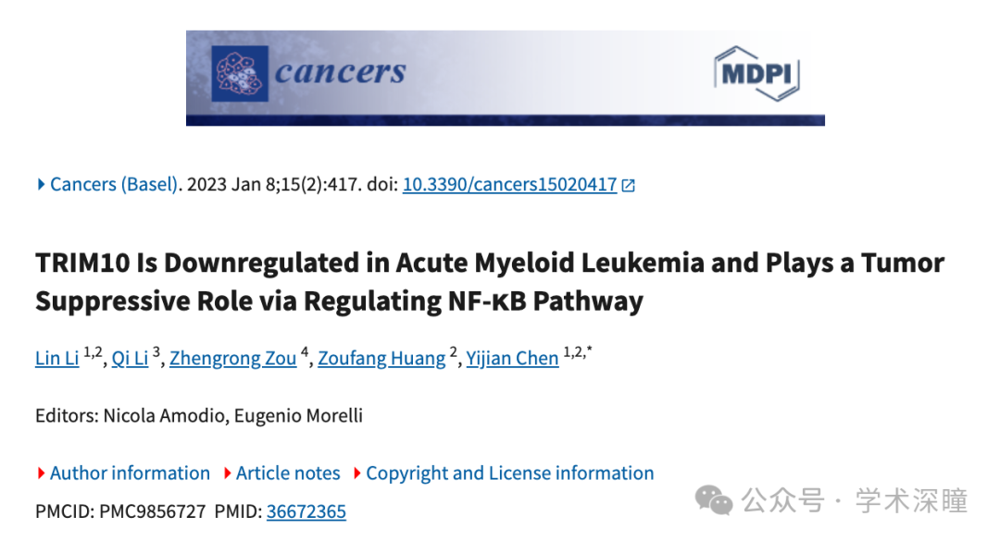 cancers
MDPI
Cancers (Basel). 2023 Jan 8;15(2):417. doi: 10.3390/cancers15020417
TRIM10 Is Downregulated in Acute Myeloid Leukemia and Plays a Tumor
Suppressive Role via Regulating NF-κB Pathway
Lin Li 1,2, Qi Li 3, Zhengrong Zou 4, Zoufang Huang 2, Yijian Chen 1,2,*
Editors: Nicola Amodio, Eugenio Morelli
Author information Article notes Copyright and License information
PMCID: PMC9856727 PMID: 36672365
公众号 · 学术深瞳